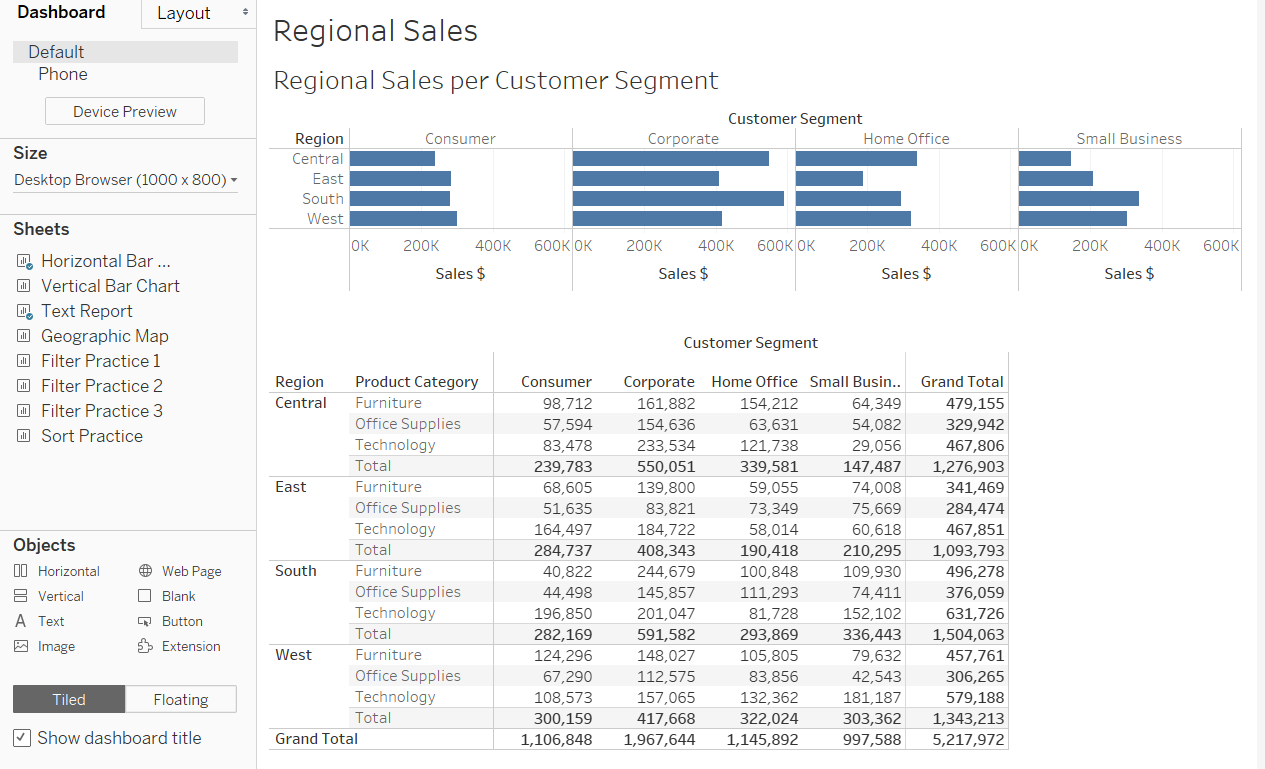 Dashboard
Layout
Default
Phone
Device Preview
Size
Desktop Browser (1000 x 800)
Sheets
Horizontal Bar ...
Vertical Bar Chart
Text Report
Geographic Map
Filter Practice 1
Filter Practice 2
Filter Practice 3
Sort Practice
Objects
Horizontal Web Page
Vertical Blank
Text Button
Image Extension
Tiled Floating
Show dashboard title
Regional Sales
Regional Sales per Customer Segment
Customer Segment
Region Consumer Corporate Home Office Small Business
Central
East
South
West
0K 200K 400K 600K 0K 200K 400K 600K 0K 200K 400K 600K 0K 200K 400K 600K
Sales $ Sales $ Sales $ Sales $
Customer Segment
Region Product Category Consumer Corporate Home Office Small Busin.. Grand Total
Central Furniture 98,712 161,882 154,212 64,349 479,155
Office Supplies 57,594 154,636 63,631 54,082 329,942
Technology 83,478 233,534 121,738 29,056 467,806
Total 239,783 550,051 339,581 147,487 1,276,903
East Furniture 68,605 139,800 59,055 74,008 341,469
Office Supplies 51,635 83,821 73,349 75,669 284,474
Technology 164,497 184,722 58,014 60,618 467,851
Total 284,737 408,343 190,418 210,295 1,093,793
South Furniture 40,822 244,679 100,848 109,930 496,278
Office Supplies 44,498 145,857 111,293 74,411 376,059
Technology 196,850 201,047 81,728 152,102 631,726
Total 282,169 591,582 293,869 336,443 1,504,063
West Furniture 124,296 148,027 105,805 79,632 457,761
Office Supplies 67,290 112,575 83,856 42,543 306,265
Technology 108,573 157,065 132,362 181,187 579,188
Total 300,159 417,668 322,024 303,362 1,343,213
Grand Total 1,106,848 1,967,644 1,145,892 997,588 5,217,972